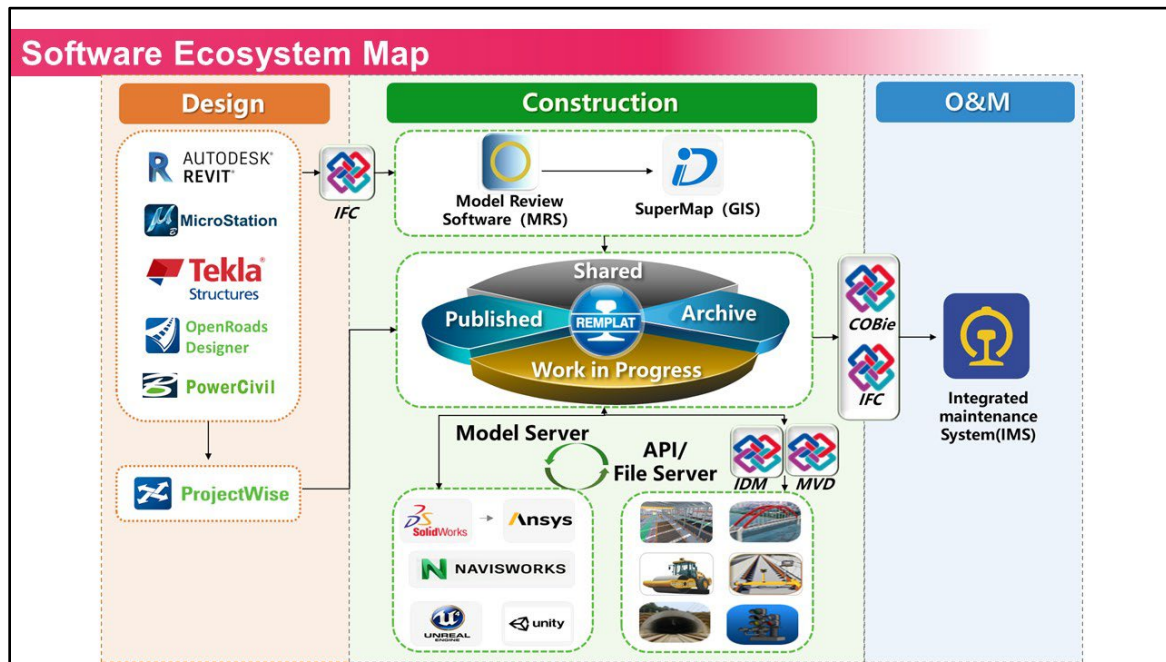 Software Ecosystem Map
Design
Construction
O&M
AUTODESK®
REVIT®
MicroStation
Tekla®
Structures
OpenRoads
Designer
PowerCivil
ProjectWise
IFC
Model Review
Software (MRS)
SuperMap (GIS)
Shared
Published
REMPLAT
Archive
Work in Progress
COBie
IFC
Integrated
maintenance
System(IMS)
Model Server
API/
File Server
IDM
MVD
SolidWorks
Ansys
NAVISWORKS
UNREAL
ENGINE
unity